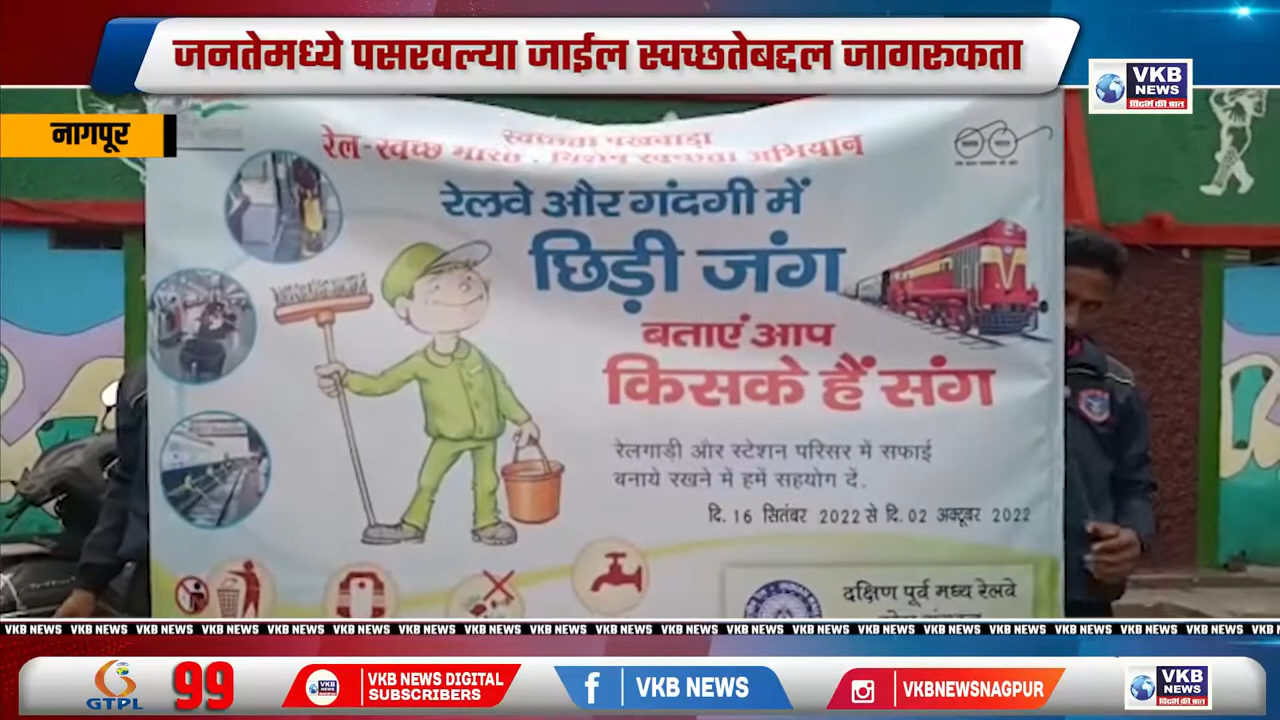 जनतेमध्ये पसरवल्या जाईल स्वच्छतेबद्दल जागरुकता
VKB NEWS
विदर्भ की बात
नागपूर
स्वच्छता पखवाड़ा
रेल-स्वच्छ भारत - विशेष स्वच्छता अभियान
रेलवे और गंदगी में
छिड़ी जंग
बताएं आप
किसके हैं संग
रेलगाड़ी और स्टेशन परिसर में सफाई
बनाये रखने में हमें सहयोग दें.
दि. 16 सितंबर 2022 से दि. 02 अक्टूबर 2022
दक्षिण पूर्व मध्य रेलवे
VKB NEWS VKB NEWS VKB NEWS VKB NEWS VKB NEWS VKB NEWS VKB NEWS VKB NEWS VKB NEWS VKB NEWS VKB NEWS VKB NEWS VKB NEWS VKB NEWS VKB NEWS VKB NEWS VKB NEWS VKB NEWS VKB NEWS
GTPL
99
VKB NEWS DIGITAL
SUBSCRIBERS
VKB NEWS
VKBNEWSNAGPUR
VKB NEWS
विदर्भ की बात